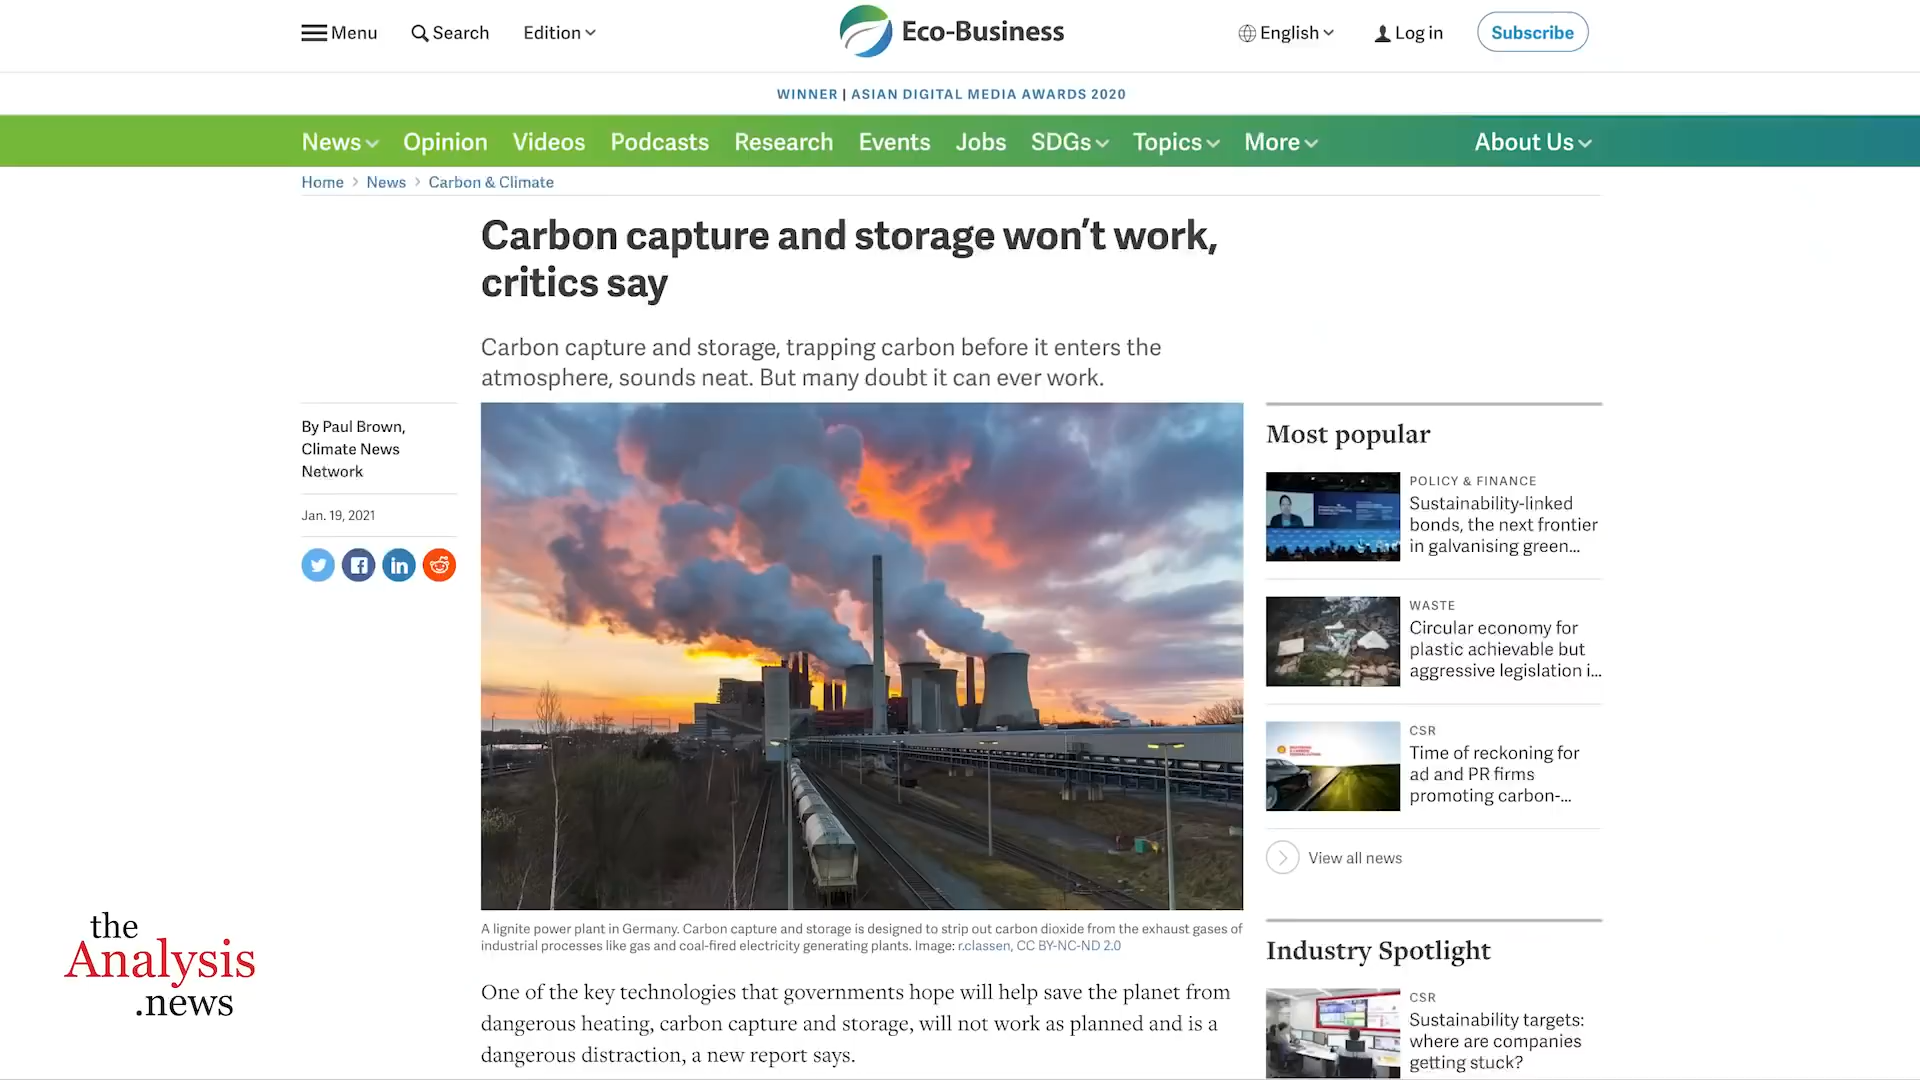 Menu
Search
Edition
Eco-Business
English
Log in
Subscribe
WINNER | ASIAN DIGITAL MEDIA AWARDS 2020
News
Opinion
Videos
Podcasts
Research
Events
Jobs
SDGs
Topics
More
About Us
Home > News > Carbon & Climate
Carbon capture and storage won't work,
critics say
Carbon capture and storage, trapping carbon before it enters the
atmosphere, sounds neat. But many doubt it can ever work.
By Paul Brown,
Climate News
Network
Jan. 19, 2021
A lignite power plant in Germany. Carbon capture and storage is designed to strip out carbon dioxide from the exhaust gases of
industrial processes like gas and coal-fired electricity generating plants. Image: r.classen, CC BY-NC-ND 2.0
One of the key technologies that governments hope will help save the planet from
dangerous heating, carbon capture and storage, will not work as planned and is a
dangerous distraction, a new report says.
Most popular
POLICY & FINANCE
Sustainability-linked
bonds, the next frontier
in galvanising green...
WASTE
Circular economy for
plastic achievable but
aggressive legislation i...
CSR
Time of reckoning for
ad and PR firms
promoting carbon-...
View all news
Industry Spotlight
CSR
Sustainability targets:
where are companies
getting stuck?
the
Analysis
.news